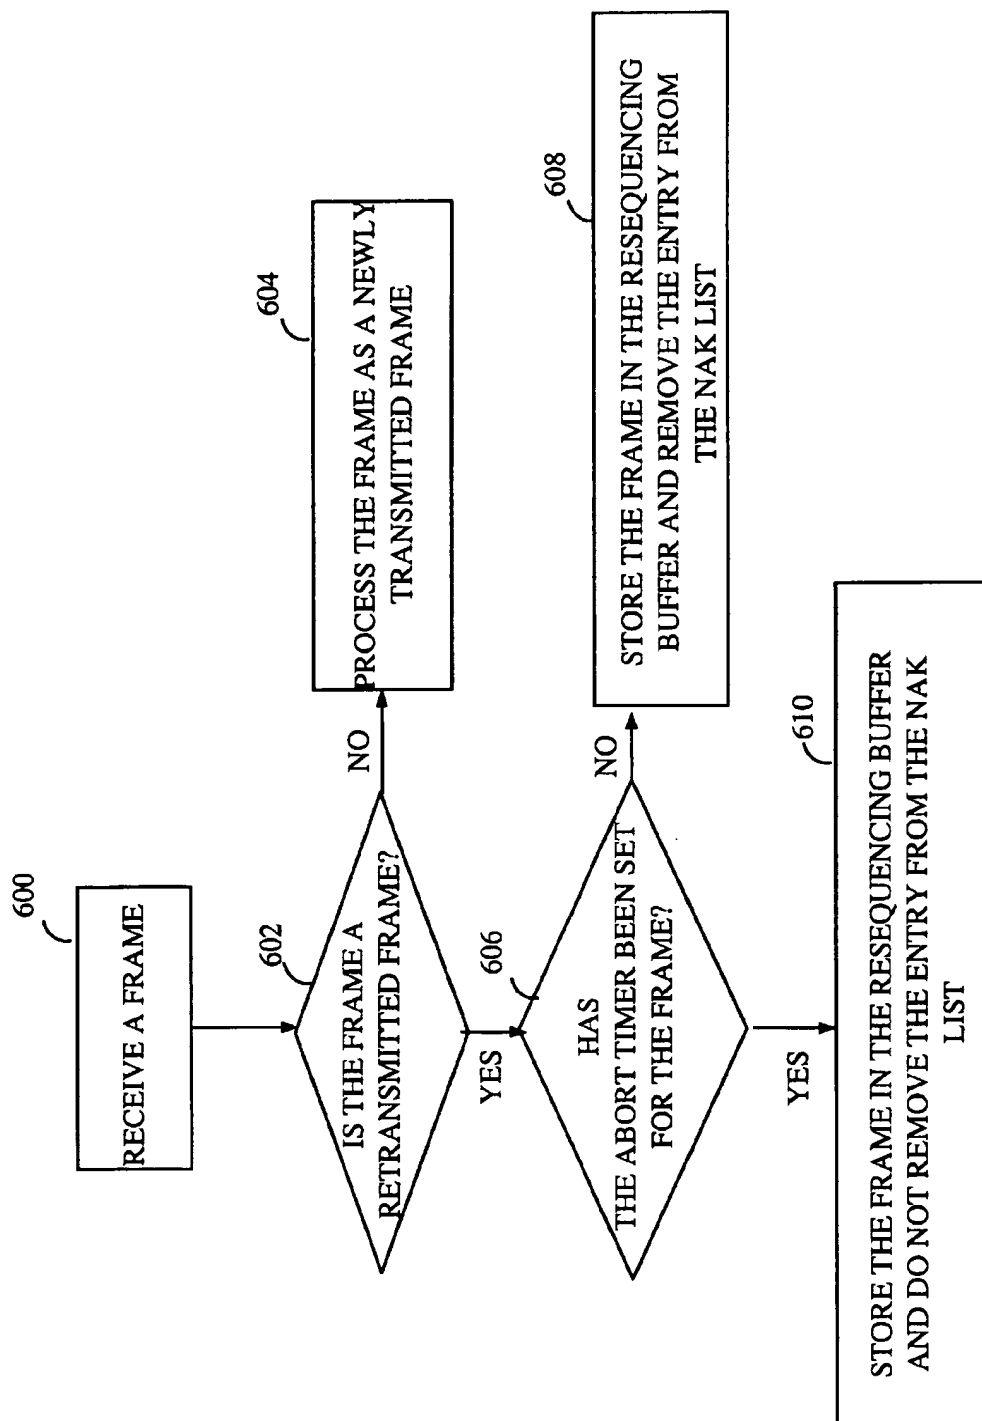 600
RECEIVE A FRAME
602
IS THE FRAME A
RETRANSMITTED FRAME?
NO
604
PROCESS THE FRAME AS A NEWLY
TRANSMITTED FRAME
YES
606
HAS
THE ABORT TIMER BEEN SET
FOR THE FRAME?
NO
608
STORE THE FRAME IN THE RESEQUENCING
BUFFER AND REMOVE THE ENTRY FROM
THE NAK LIST
YES
610
STORE THE FRAME IN THE RESEQUENCING BUFFER
AND DO NOT REMOVE THE ENTRY FROM THE NAK
LIST